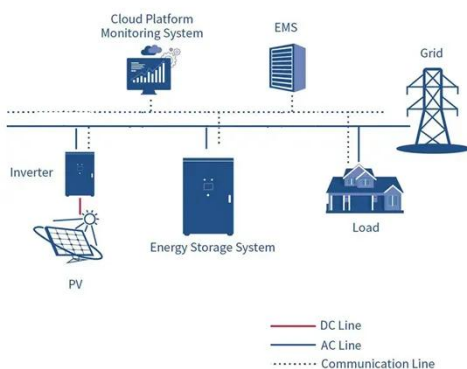 Cloud Platform
Monitoring System
EMS
Grid
Inverter
Energy Storage System
Load
PV
DC Line
AC Line
Communication Line